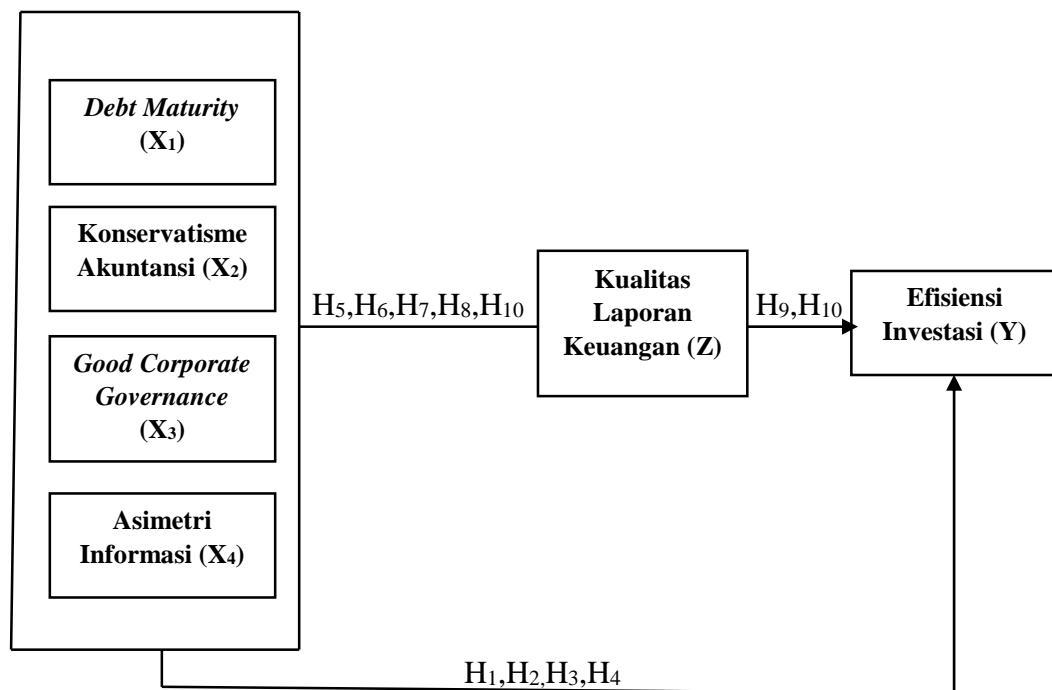 Debt Maturity
(X₁)
Konservatisme
Akuntansi (X₂)
Good Corporate
Governance
(X₃)
Asimetri
Informasi (X₄)
H₅,H₆,H₇,H₈,H₁₀
Kualitas
Laporan
Keuangan (Z)
H₉,H₁₀
Efisiensi
Investasi (Y)
H₁,H₂,H₃,H₄